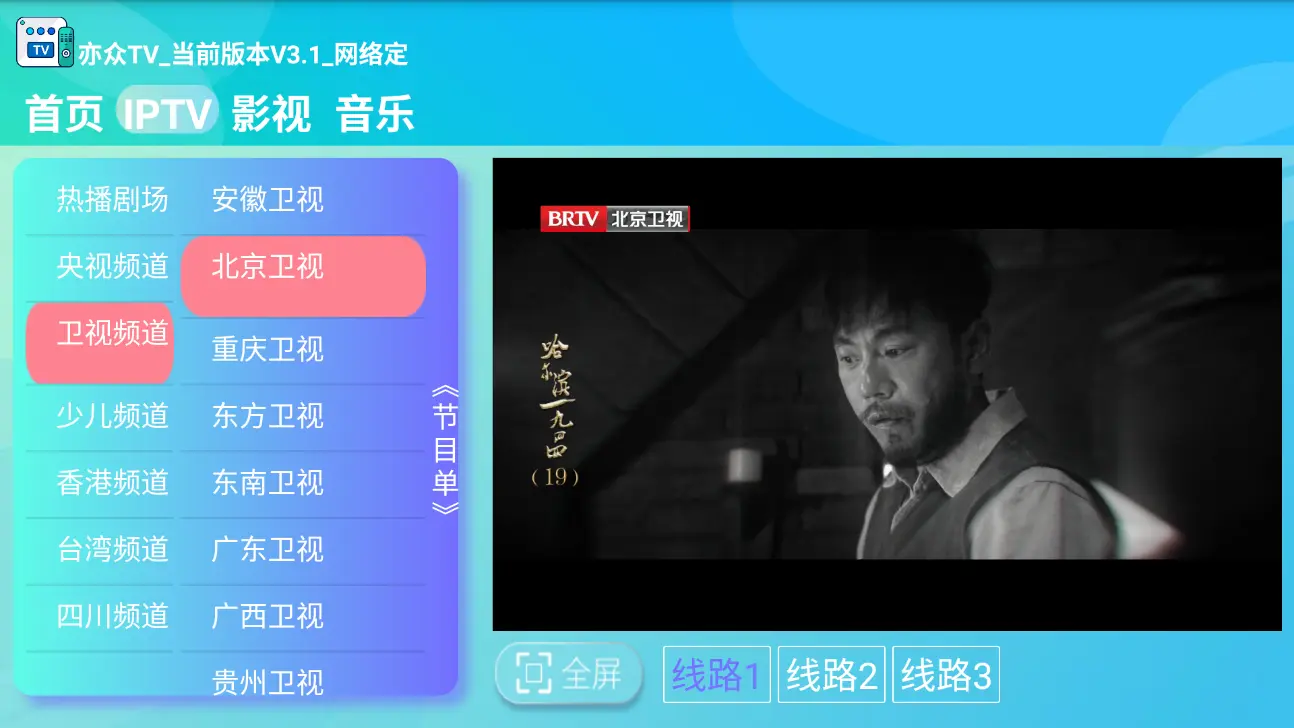 TV
亦众TV_当前版本V3.1_网络定
首页 IPTV 影视 音乐
热播剧场
央视频道
卫视频道
少儿频道
香港频道
台湾频道
四川频道
安徽卫视
北京卫视
重庆卫视
东方卫视
东南卫视
广东卫视
广西卫视
贵州卫视
《节目单》
BRTV 北京卫视
哈尔滨一九四四
(19)
全屏
线路1
线路2
线路3